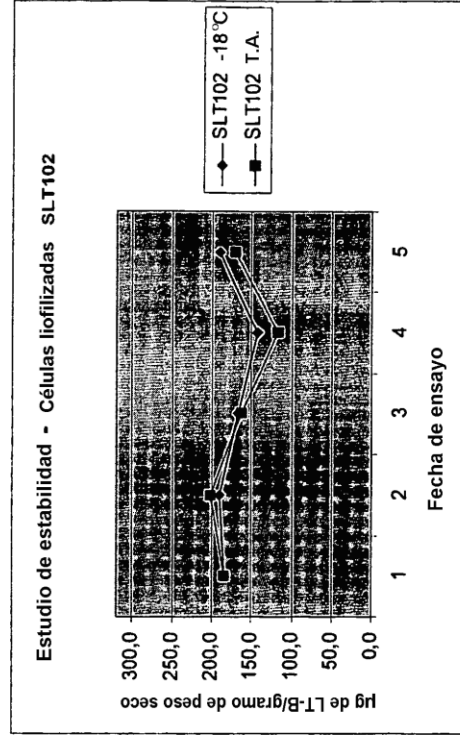 Estudio de estabilidad - Células liofilizadas SLT102
µg de LT-B/gramo de peso seco
300,0
250,0
200,0
150,0
100,0
50,0
0,0
1 2 3 4 5
Fecha de ensayo
SLT102 -18°C
SLT102 T.A.